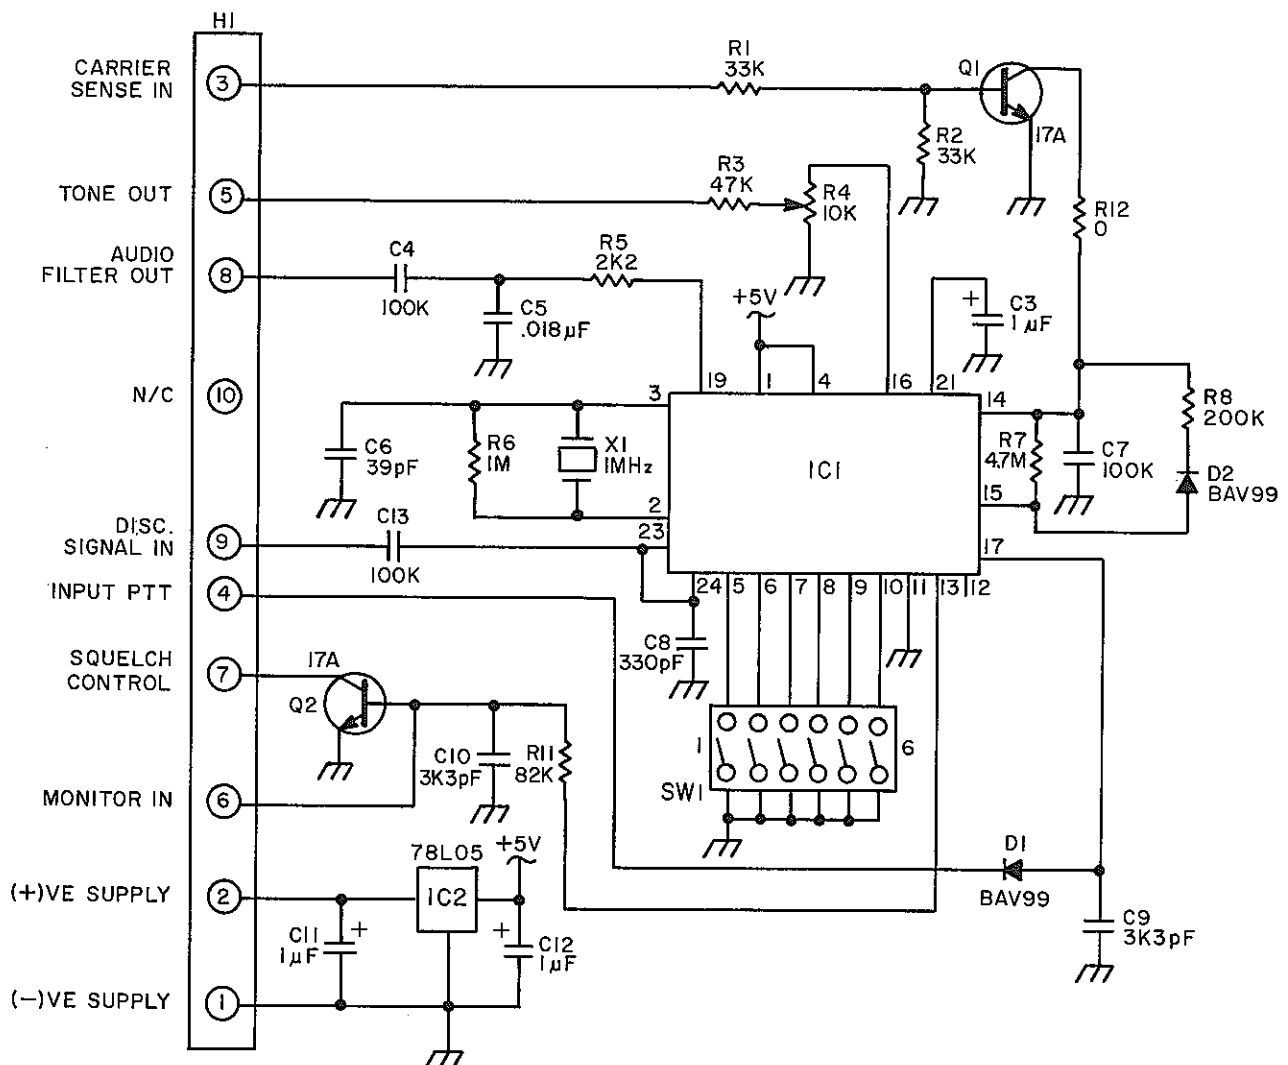 H1
CARRIER
SENSE IN
3
R1
33K
Q1
17A
R2
33K
TONE OUT
5
R3
47K
R4
10K
R12
0
AUDIO
FILTER OUT
8
C4
100K
R5
2K2
C5
.018µF
+5V
+
C3
1µF
N/C
10
3
19
1
4
16
21
14
R8
200K
C6
39pF
R6
1M
X1
1MHz
IC1
R7
4.7M
C7
100K
D2
BAV99
15
2
DISC.
SIGNAL IN
9
C13
100K
23
17
INPUT PTT
4
24
5
6
7
8
9
10
11
13
12
C8
330pF
SQUELCH
CONTROL
7
17A
Q2
C10
3K3pF
R11
82K
1
6
SW1
MONITOR IN
6
78L05
+5V
D1
BAV99
(+)VE SUPPLY
2
IC2
C11
1µF
+
+
C12
1µF
C9
3K3pF
(−)VE SUPPLY
1